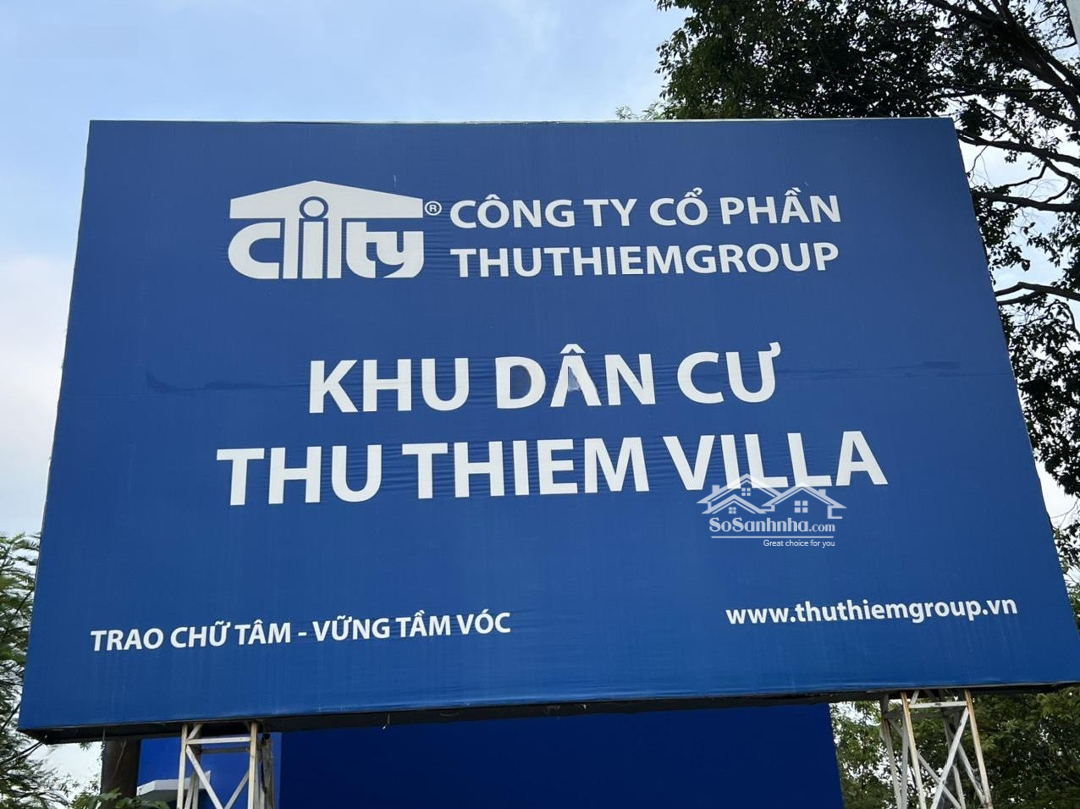 Ciity® CÔNG TY CỔ PHẦN
THUTHIEMGROUP
KHU DÂN CƯ
THU THIEM VILLA
SoSanhnha.com
Great choice for you
TRAO CHỮ TÂM - VỮNG TẦM VÓC
www.thuthiemgroup.vn